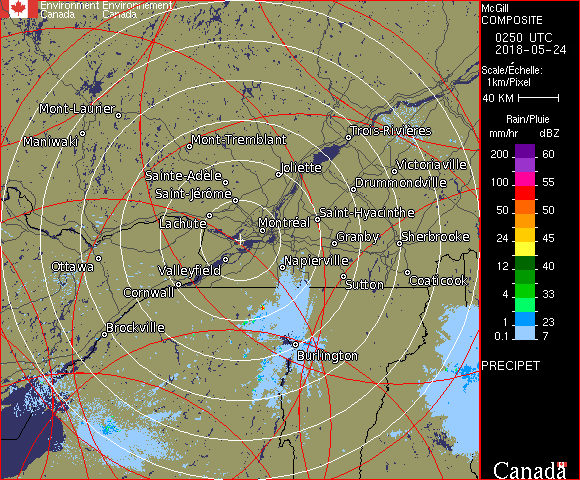 Environment Environnement
Canada Canada
McGill
COMPOSITE
0250 UTC
2018-05-24
Scale/Échelle:
1km/Pixel
40 KM
Rain/Pluie
mm/hr dBZ
200 60
100 55
50 50
24 45
12 40
4 33
1 23
0.1 7
PRECIPET
Canada
Mont-Laurier
Maniwaki
Mont-Tremblant
Trois-Rivières
Sainte-Adèle
Joliette
Victoriaville
Saint-Jérôme
Drummondville
Lachute
Montréal
Saint-Hyacinthe
Granby
Sherbrooke
Ottawa
Valleyfield
Napierville
Cornwall
Sutton
Coaticook
Brockville
Burlington